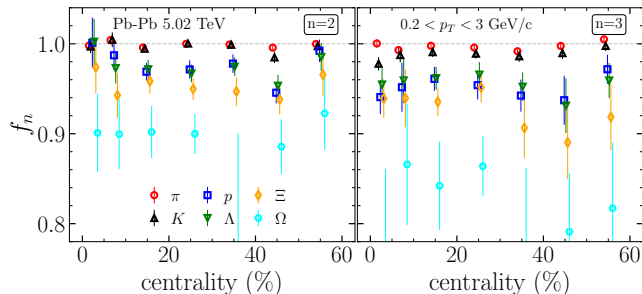 Pb-Pb 5.02 TeV
n=2
0.2 < p_T < 3 GeV/c
n=3
1.0
0.9
0.8
f_n
π
p
Ξ
K
Λ
Ω
0 20 40 60
0 20 40 60
centrality (%)
centrality (%)